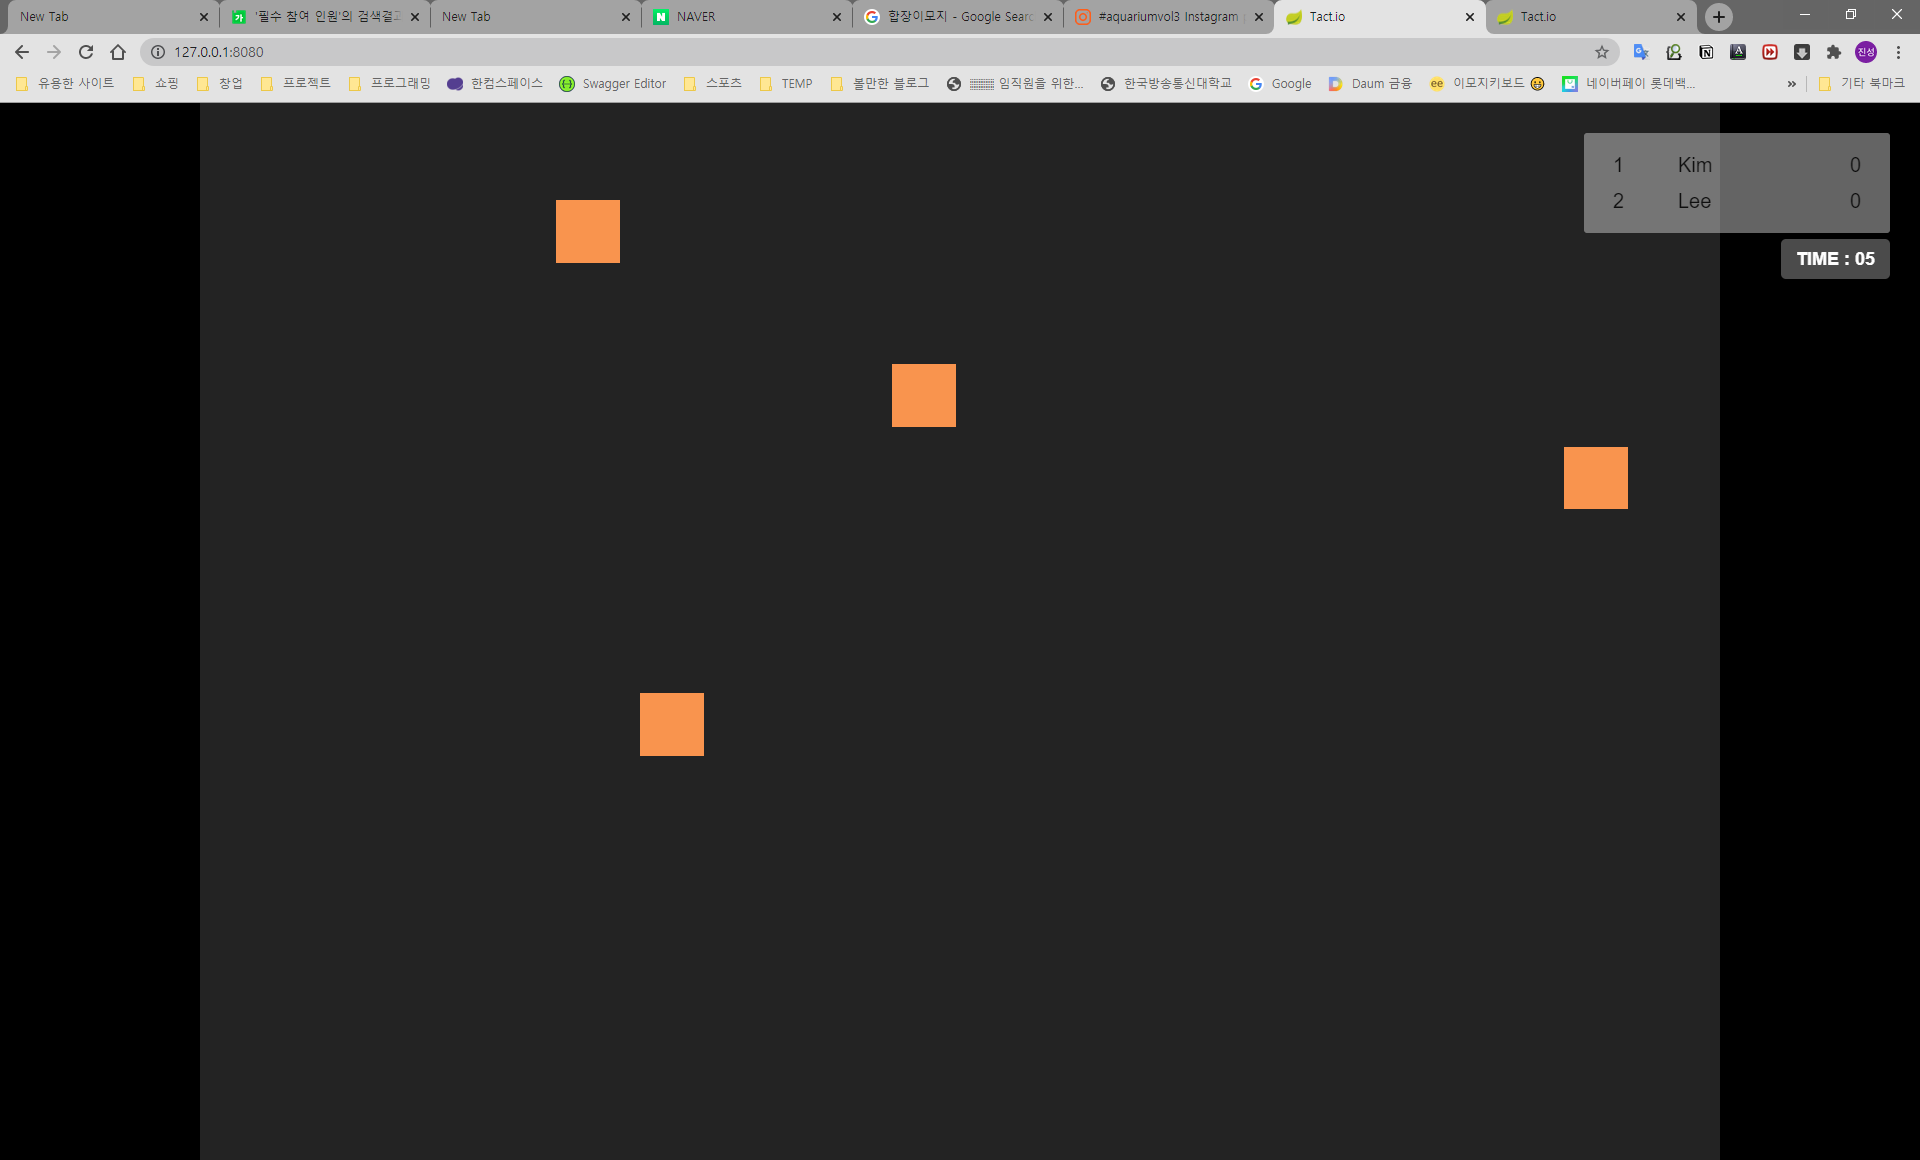 New Tab
'필수 참여 인원'의 검색결과
New Tab
NAVER
합장이모지 - Google Searc
#aquariumvol3 Instagram
Tact.io
Tact.io
127.0.0.1:8080
진성
유용한 사이트
쇼핑
창업
프로젝트
프로그래밍
한컴스페이스
Swagger Editor
스포츠
TEMP
볼만한 블로그
임직원을 위한...
한국방송통신대학교
Google
Daum 금융
이모지키보드
네이버페이 롯데백...
»
기타 북마크
1 Kim 0
2 Lee 0
TIME : 05